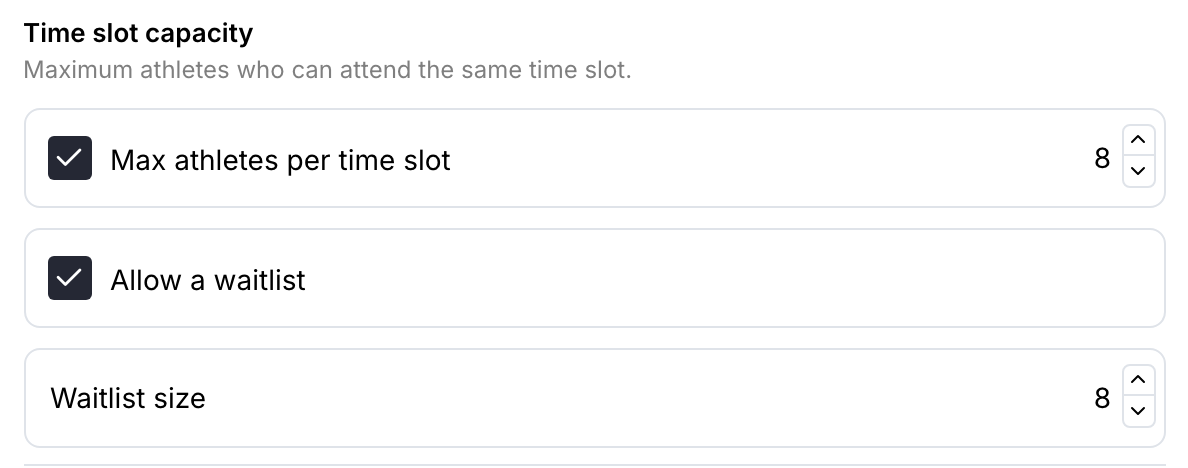 Time slot capacity
Maximum athletes who can attend the same time slot.
Max athletes per time slot 8
Allow a waitlist
Waitlist size 8